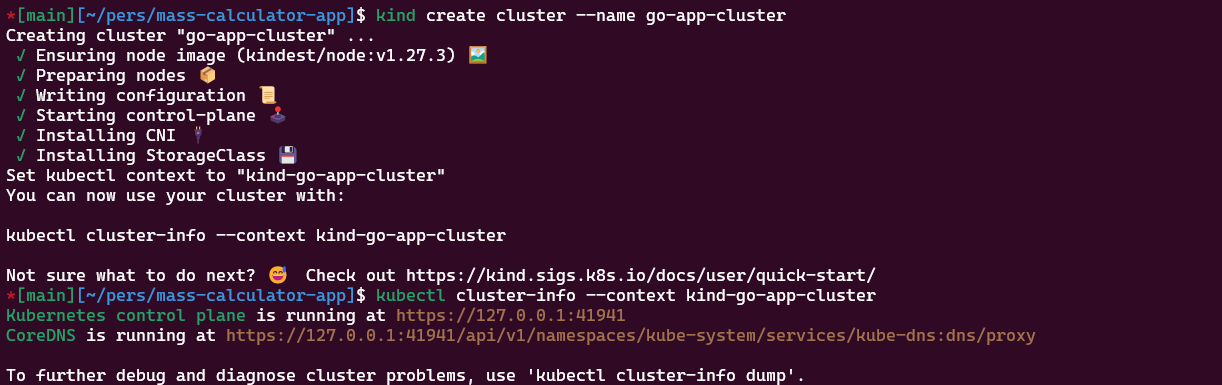 *[main][~/pers/mass-calculator-app]$ kind create cluster --name go-app-cluster
Creating cluster "go-app-cluster" ...
✓ Ensuring node image (kindest/node:v1.27.3) 🖼
✓ Preparing nodes 📦
✓ Writing configuration 📜
✓ Starting control-plane 🕹️
✓ Installing CNI 🔌
✓ Installing StorageClass 💾
Set kubectl context to "kind-go-app-cluster"
You can now use your cluster with:

kubectl cluster-info --context kind-go-app-cluster

Not sure what to do next? 😅 Check out https://kind.sigs.k8s.io/docs/user/quick-start/
*[main][~/pers/mass-calculator-app]$ kubectl cluster-info --context kind-go-app-cluster
Kubernetes control plane is running at https://127.0.0.1:41941
CoreDNS is running at https://127.0.0.1:41941/api/v1/namespaces/kube-system/services/kube-dns:dns/proxy

To further debug and diagnose cluster problems, use 'kubectl cluster-info dump'.